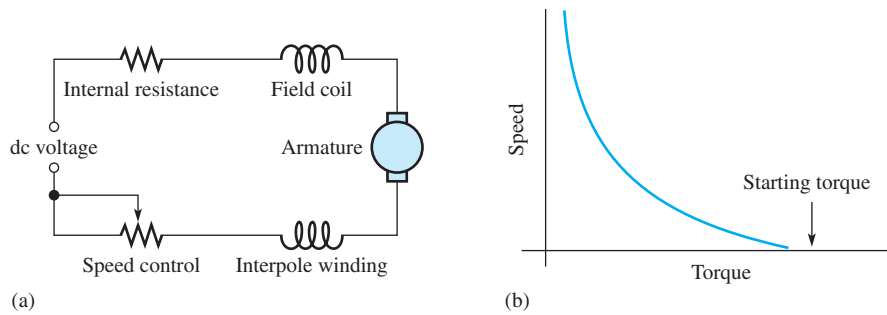 Internal resistance
Field coil
dc voltage
Armature
Speed control
Interpole winding
(a)
Speed
Starting torque
Torque
(b)